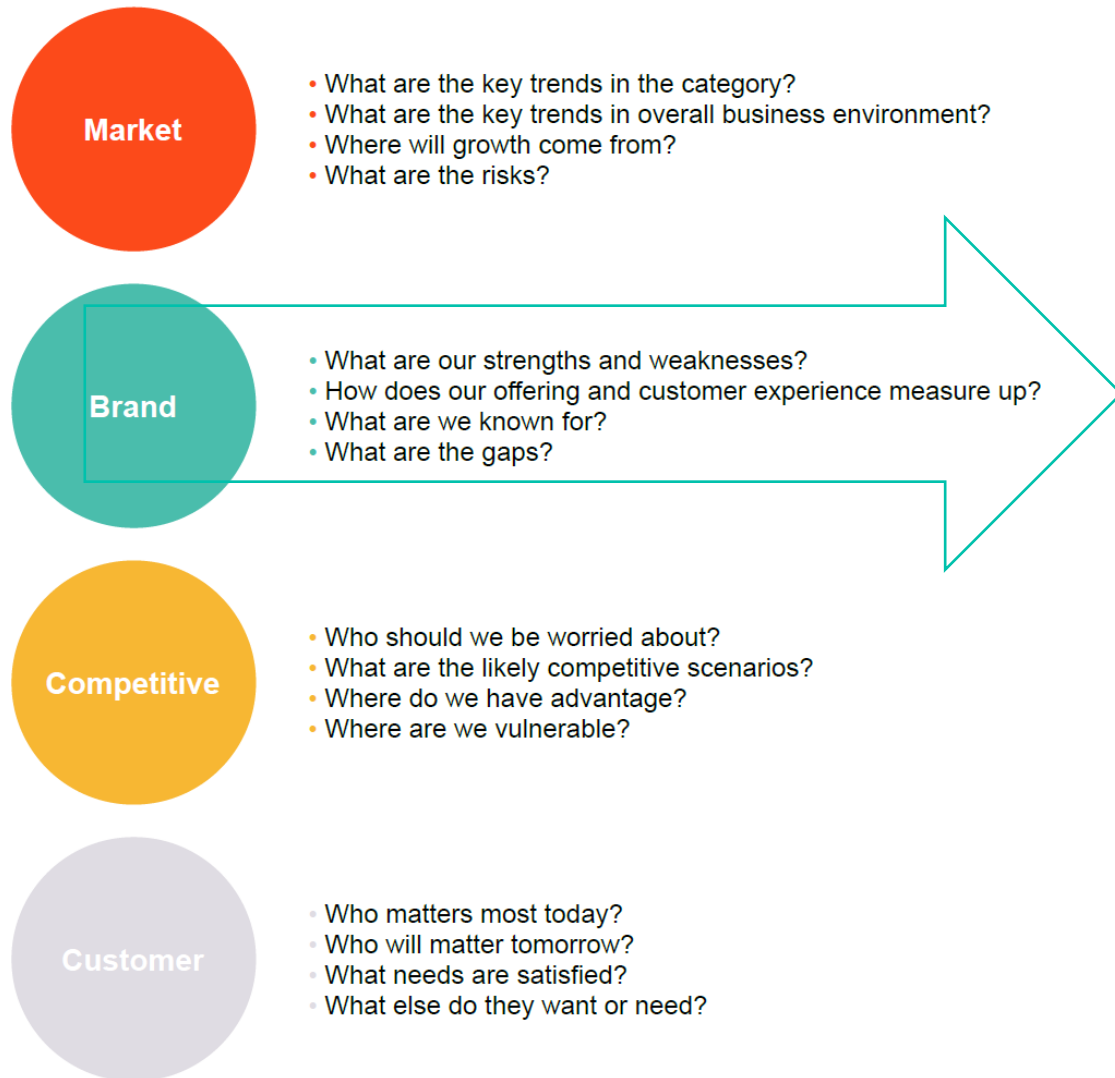 Market
• What are the key trends in the category?
• What are the key trends in overall business environment?
• Where will growth come from?
• What are the risks?
Brand
• What are our strengths and weaknesses?
• How does our offering and customer experience measure up?
• What are we known for?
• What are the gaps?
Competitive
• Who should we be worried about?
• What are the likely competitive scenarios?
• Where do we have advantage?
• Where are we vulnerable?
Customer
• Who matters most today?
• Who will matter tomorrow?
• What needs are satisfied?
• What else do they want or need?